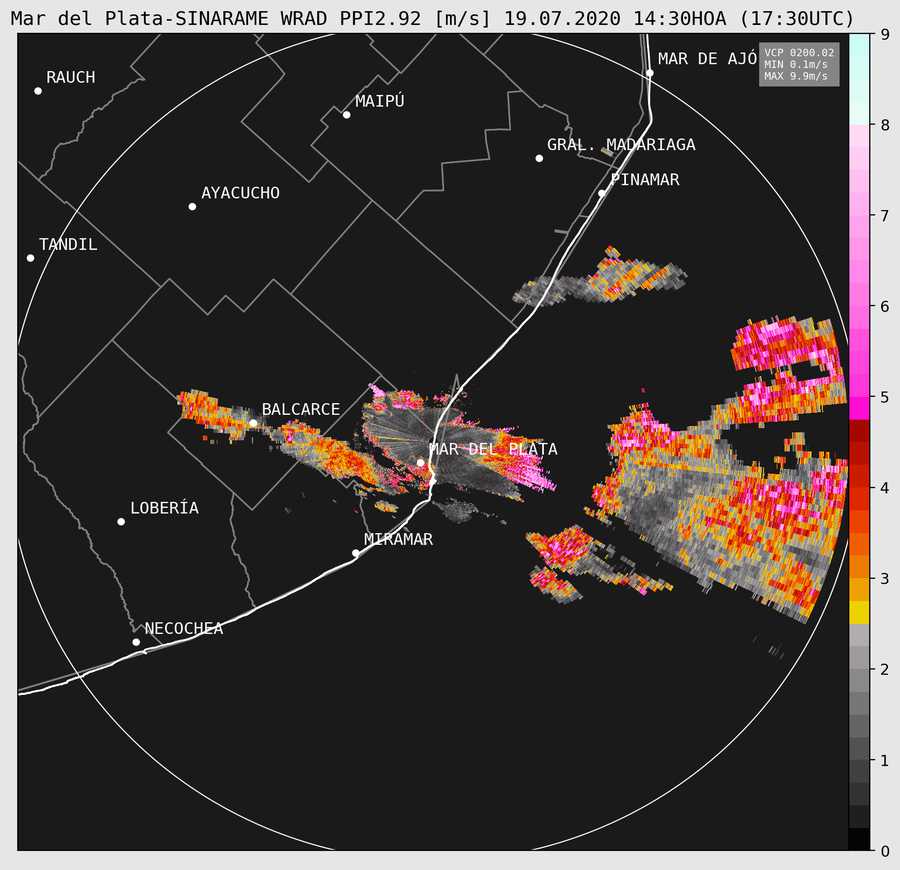 Mar del Plata-SINARAME WRAD PPI2.92 [m/s] 19.07.2020 14:30HOA (17:30UTC)
VCP 0200.02
MIN 0.1m/s
MAX 9.9m/s
MAR DE AJÓ
RAUCH
MAIPÚ
GRAL. MADARIAGA
PINAMAR
AYACUCHO
TANDIL
BALCARCE
MAR DEL PLATA
LOBERÍA
MIRAMAR
NECOCHEA
9
8
7
6
5
4
3
2
1
0